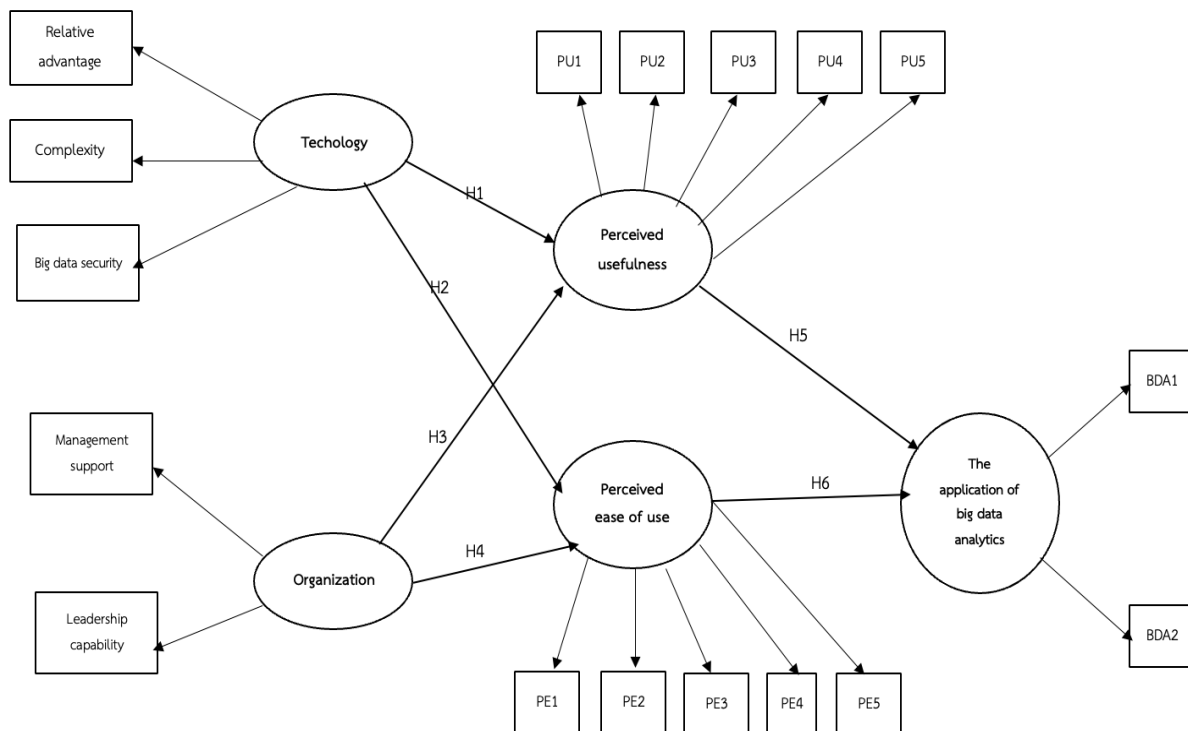 Relative
advantage
PU1
PU2
PU3
PU4
PU5
Techology
Complexity
H1
Perceived
usefulness
Big data security
H2
H5
BDA1
Management
support
H3
The
application of
big data
analytics
Perceived
ease of use
H6
H4
Organization
Leadership
capability
BDA2
PE1
PE2
PE3
PE4
PE5